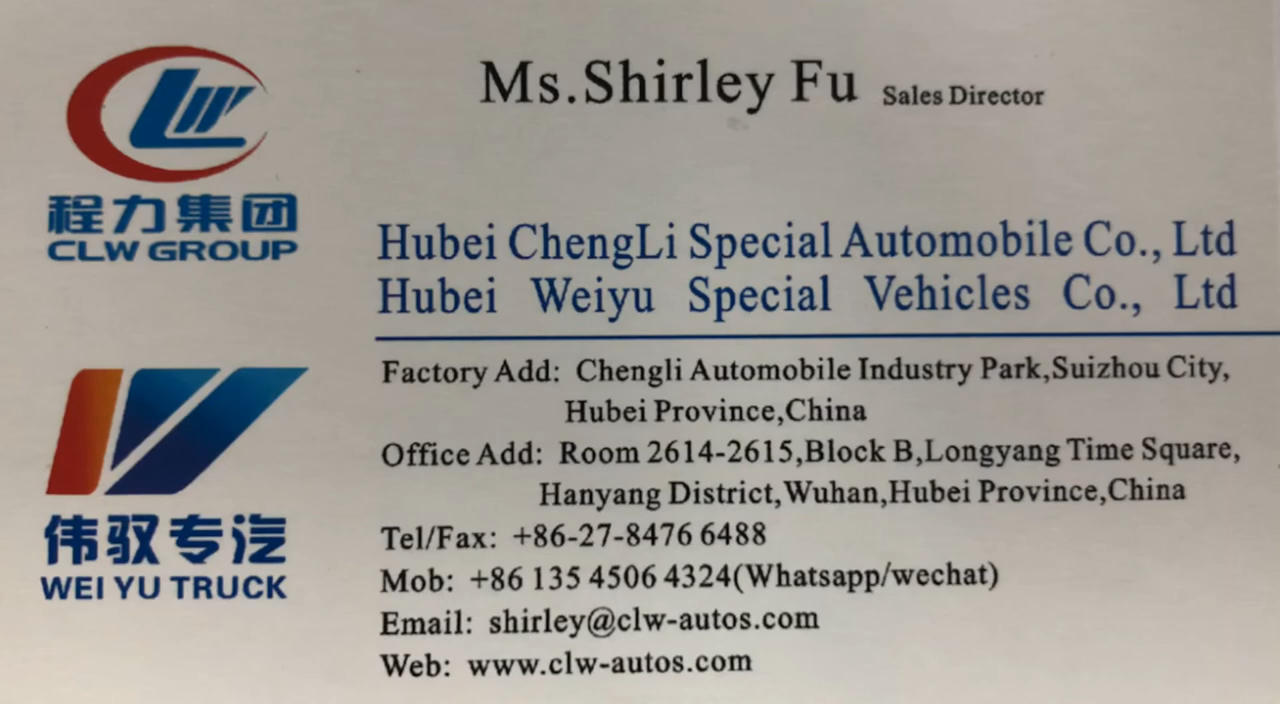 CLW
程力集团
CLW GROUP
Ms.Shirley Fu Sales Director
Hubei ChengLi Special Automobile Co., Ltd
Hubei Weiyu Special Vehicles Co., Ltd
伟驭专汽
WEI YU TRUCK
Factory Add: Chengli Automobile Industry Park,Suizhou City,
Hubei Province,China
Office Add: Room 2614-2615,Block B,Longyang Time Square,
Hanyang District,Wuhan,Hubei Province,China
Tel/Fax: +86-27-8476 6488
Mob: +86 135 4506 4324(Whatsapp/wechat)
Email: shirley@clw-autos.com
Web: www.clw-autos.com